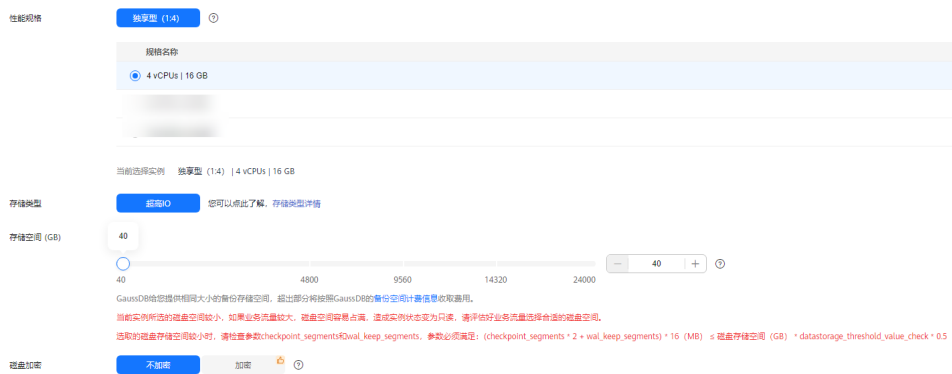 性能规格 独享型 (1:4) ?
规格名称
4 vCPUs | 16 GB
当前选择实例 独享型 (1:4) | 4 vCPUs | 16 GB
存储类型 超高IO 您可以点此了解。存储类型详情
存储空间 (GB) 40
— 40 + ?
40 4800 9560 14320 24000
GaussDB给您提供相同大小的备份存储空间，超出部分将按照GaussDB的备份空间计费信息收取费用。
当前实例所选的磁盘空间较小，如果业务流量较大，磁盘空间容易占满，造成实例状态变为只读，请评估好业务流量选择合适的磁盘空间。
选取的磁盘存储空间较小时，请检查参数checkpoint_segments和wal_keep_segments，参数必须满足：(checkpoint_segments * 2 + wal_keep_segments) * 16（MB） ≤ 磁盘存储空间（GB）* datastorage_threshold_value_check * 0.5
磁盘加密 不加密 加密 ?